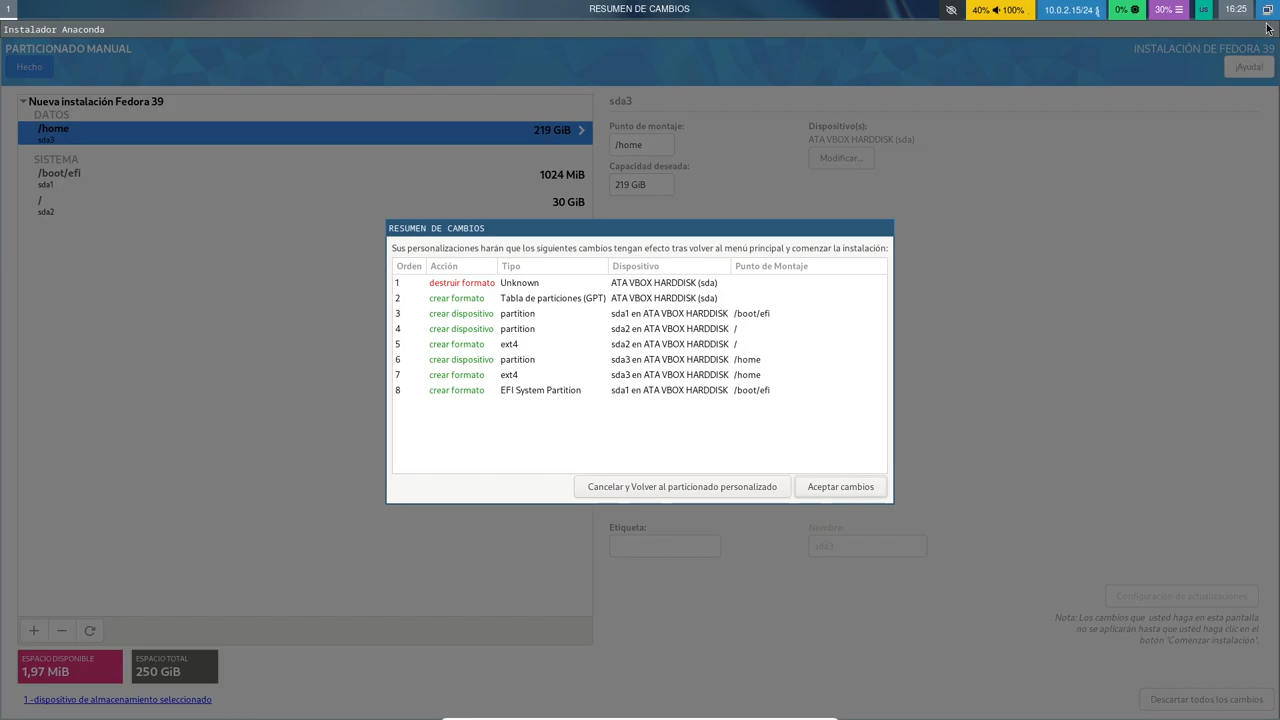 1
RESUMEN DE CAMBIOS
40% 100%
10.0.2.15/24
0%
30%
us
16:25
Instalador Anaconda
PARTICIONADO MANUAL
INSTALACIÓN DE FEDORA 39
Hecho
¡Ayuda!
Nueva instalación Fedora 39
DATOS
/home 219 GiB
sda3
SISTEMA
/boot/efi 1024 MiB
sda1
/ 30 GiB
sda2
sda3
Punto de montaje:
/home
Dispositivo(s):
ATA VBOX HARDDISK (sda)
Modificar...
Capacidad deseada:
219 GiB
RESUMEN DE CAMBIOS
Sus personalizaciones harán que los siguientes cambios tengan efecto tras volver al menú principal y comenzar la instalación:
Orden Acción Tipo Dispositivo Punto de Montaje
1 destruir formato Unknown ATA VBOX HARDDISK (sda)
2 crear formato Tabla de particiones (GPT) ATA VBOX HARDDISK (sda)
3 crear dispositivo partition sda1 en ATA VBOX HARDDISK /boot/efi
4 crear dispositivo partition sda2 en ATA VBOX HARDDISK /
5 crear formato ext4 sda2 en ATA VBOX HARDDISK /
6 crear dispositivo partition sda3 en ATA VBOX HARDDISK /home
7 crear formato ext4 sda3 en ATA VBOX HARDDISK /home
8 crear formato EFI System Partition sda1 en ATA VBOX HARDDISK /boot/efi
Cancelar y Volver al particionado personalizado
Aceptar cambios
Etiqueta:
Nombre:
sda3
Configuración de actualizaciones
Nota: Los cambios que usted haga en esta pantalla
no se aplicarán hasta que usted haga clic en el
botón 'Comenzar instalación'.
ESPACIO DISPONIBLE
1,97 MiB
ESPACIO TOTAL
250 GiB
1 -dispositivo de almacenamiento seleccionado
Descartar todos los cambios